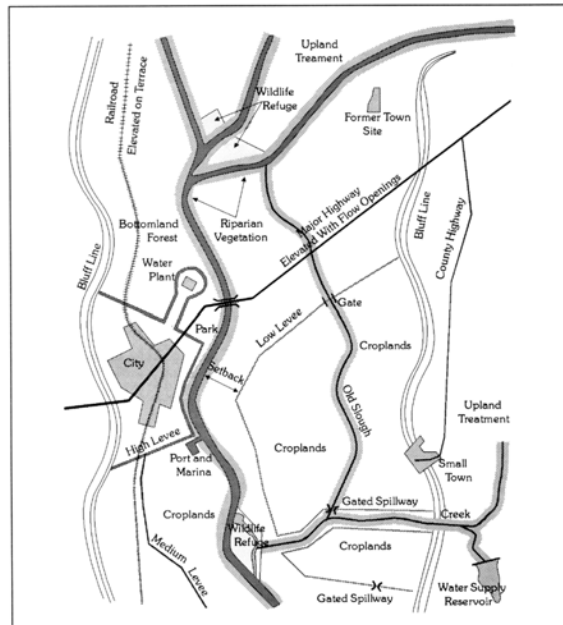 Upland
Treament
Wildlife
Refuge
Railroad
Elevated on Terrace
Former Town
Site
Major Highway
Elevated With Flow Openings
Bluff Line
County Highway
Bottomland
Forest
Riparian
Vegetation
Bluff Line
Water
Plant
Gate
Low Levee
Park
Croplands
City
Setback
Old Slough
Upland
Treatment
High Levee
Croplands
Port and
Marina
Small
Town
Gated Spillway
Croplands
Creek
Wildlife
Refuge
Croplands
Medium Levee
Gated Spillway
Water Supply
Reservoir